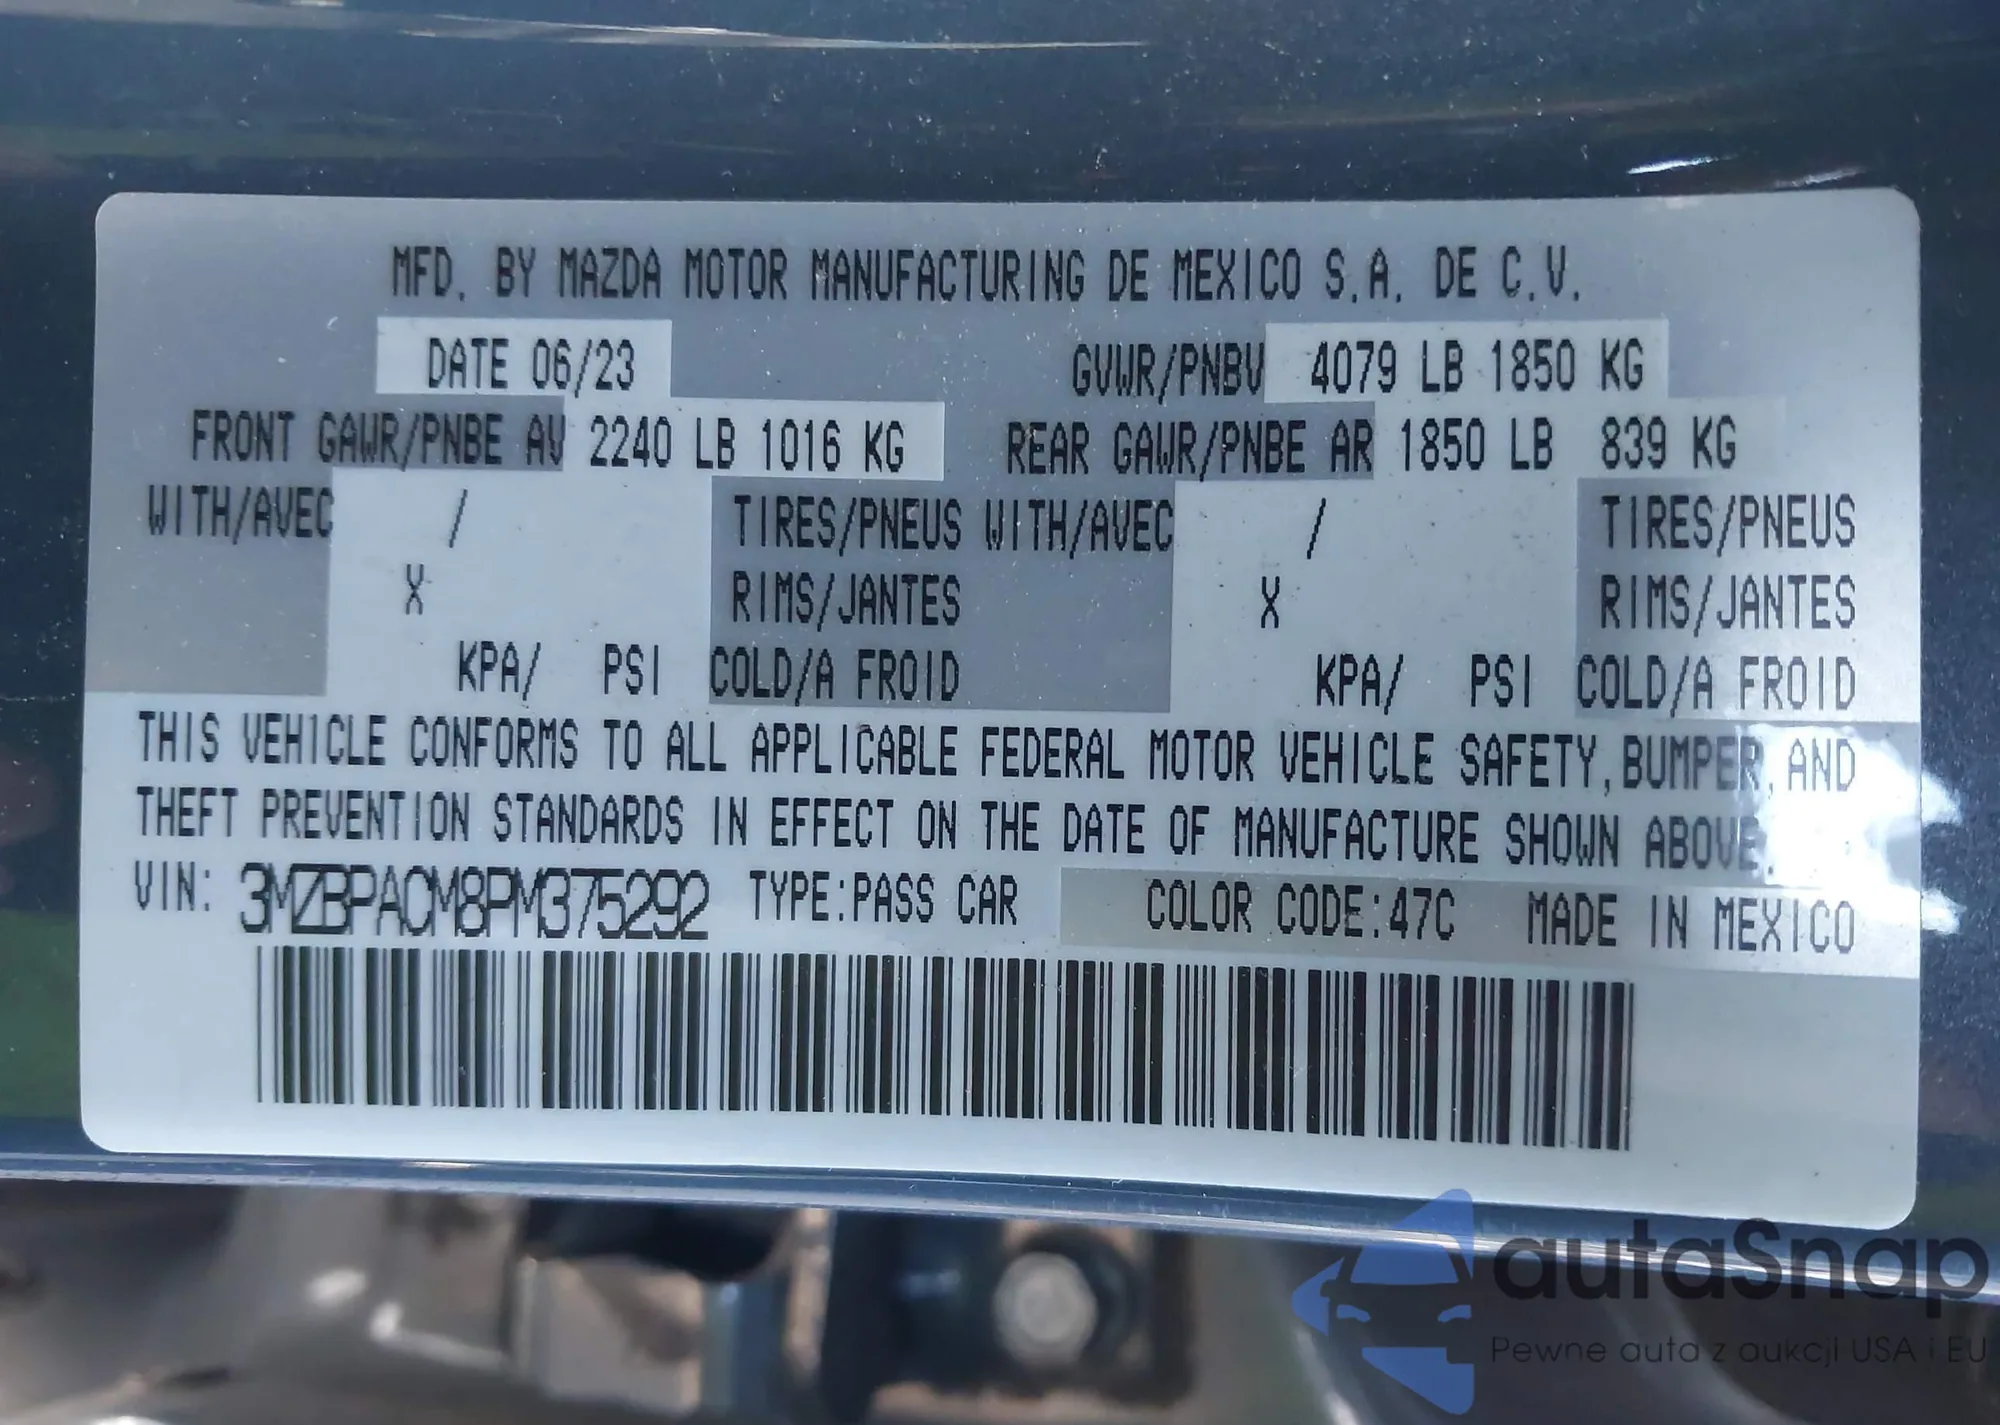 MFD. BY MAZDA MOTOR MANUFACTURING DE MEXICO S.A. DE C.V.
DATE 06/23 GVWR/PNBV 4079 LB 1850 KG
FRONT GAWR/PNBE AV 2240 LB 1016 KG REAR GAWR/PNBE AR 1850 LB 839 KG
WITH/AVEC / TIRES/PNEUS WITH/AVEC / TIRES/PNEUS
X RIMS/JANTES X RIMS/JANTES
KPA/ PSI COLD/A FROID KPA/ PSI COLD/A FROID
THIS VEHICLE CONFORMS TO ALL APPLICABLE FEDERAL MOTOR VEHICLE SAFETY, BUMPER, AND
THEFT PREVENTION STANDARDS IN EFFECT ON THE DATE OF MANUFACTURE SHOWN ABOVE.
VIN: 3MZBPACM8PM375292 TYPE:PASS CAR COLOR CODE:47C MADE IN MEXICO
autaSnap
Pewne auta z aukcji USA i EU